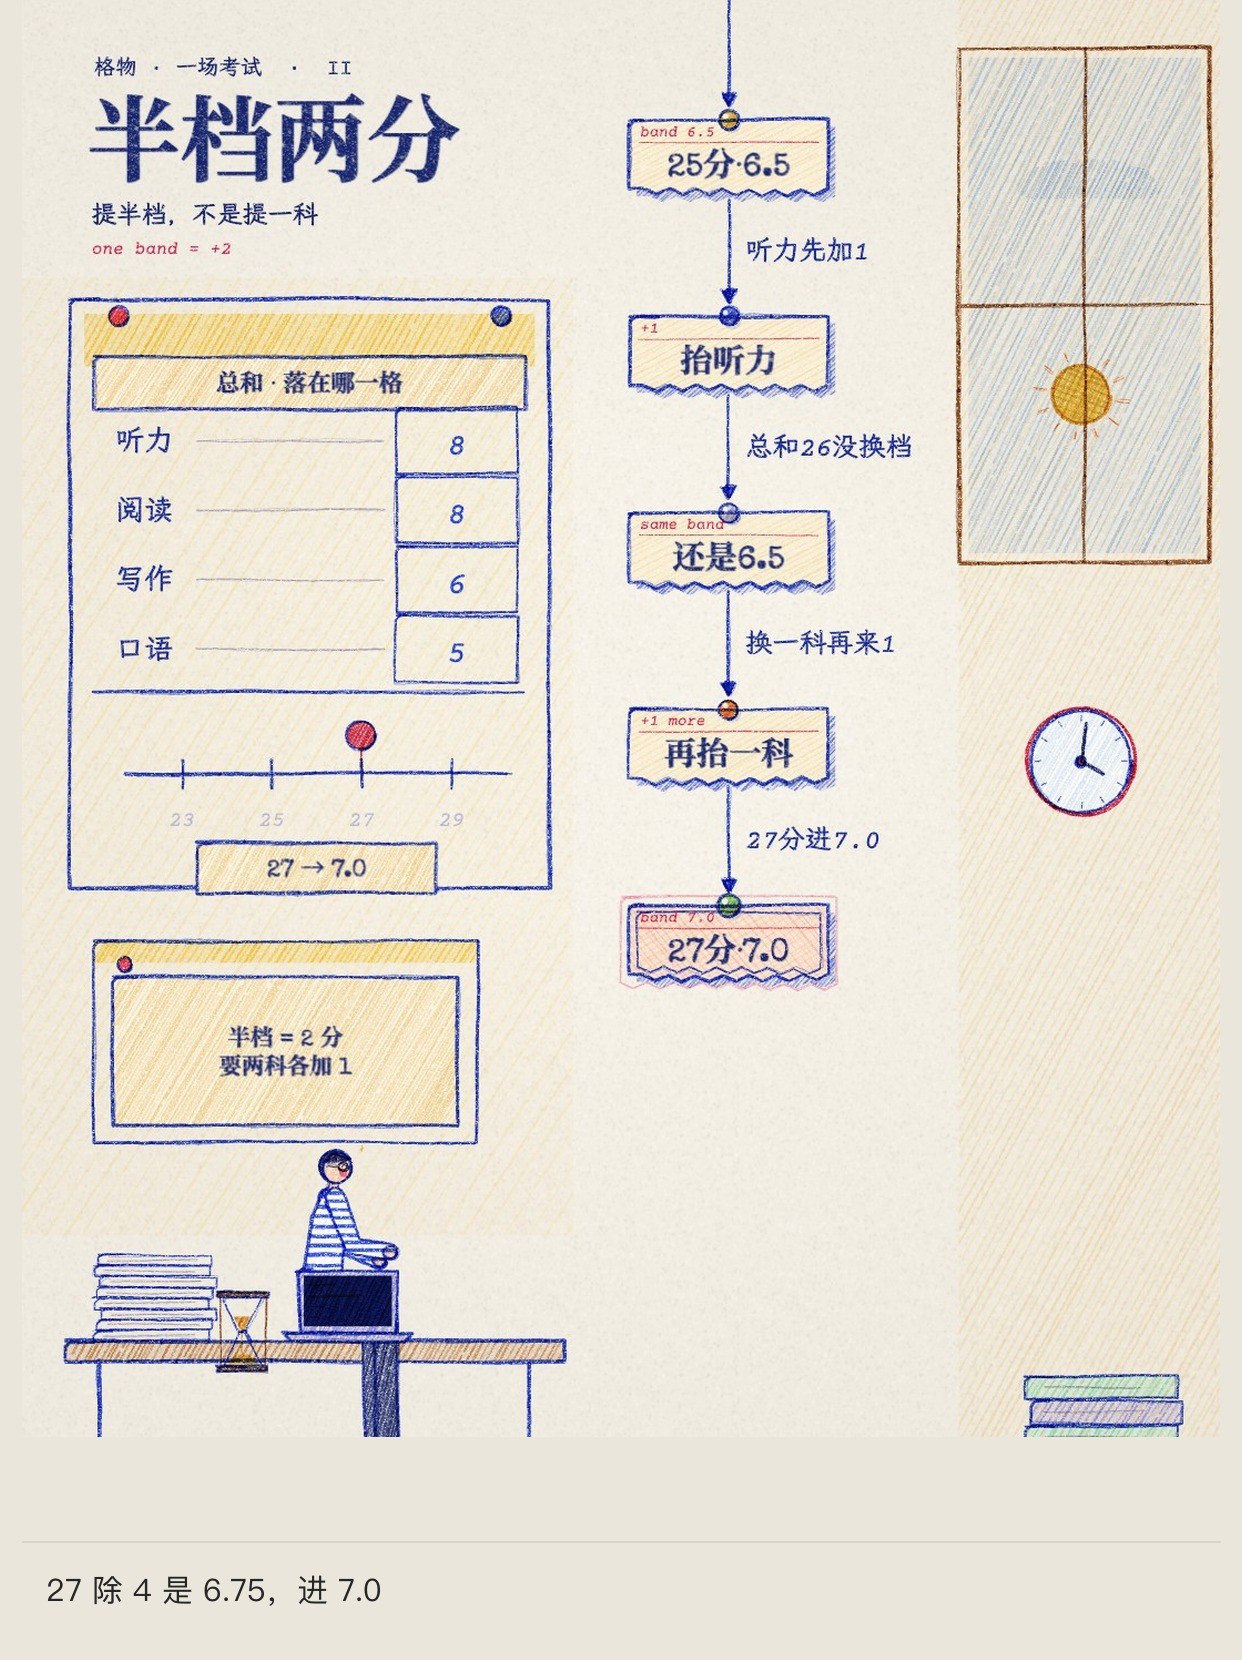 格物 · 一场考试 · II
半档两分
提半档，不是提一科
one band = +2
总和 · 落在哪一格
听力 8
阅读 8
写作 6
口语 5
23 25 27 29
27 → 7.0
半档 = 2 分
要两科各加 1
band 6.5
25分·6.5
听力先加1
+1
抬听力
总和26没换档
same band
还是6.5
换一科再来1
+1 more
再抬一科
27分进7.0
band 7.0
27分·7.0
27 除 4 是 6.75，进 7.0